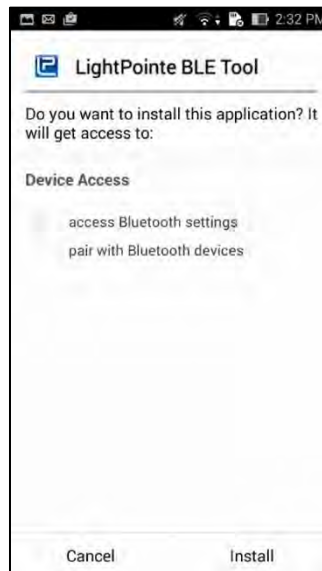 2:32 PM
LightPointe BLE Tool
Do you want to install this application? It
will get access to:
Device Access
access Bluetooth settings
pair with Bluetooth devices
Cancel
Install